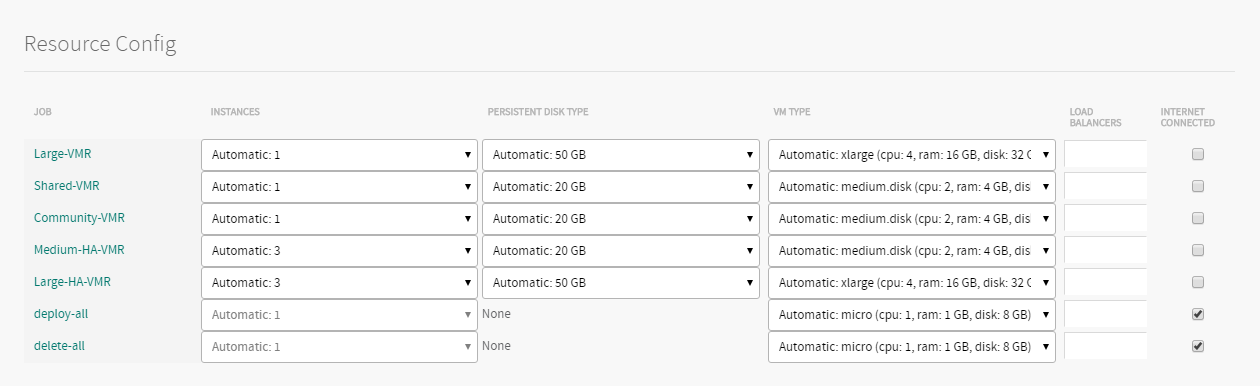 Resource Config
JOB INSTANCES PERSISTENT DISK TYPE VM TYPE LOAD BALANCERS INTERNET CONNECTED
Large-VMR Automatic: 1 Automatic: 50 GB Automatic: xlarge (cpu: 4, ram: 16 GB, disk: 32 G
Shared-VMR Automatic: 1 Automatic: 20 GB Automatic: medium.disk (cpu: 2, ram: 4 GB, dis
Community-VMR Automatic: 1 Automatic: 20 GB Automatic: medium.disk (cpu: 2, ram: 4 GB, dis
Medium-HA-VMR Automatic: 3 Automatic: 20 GB Automatic: medium.disk (cpu: 2, ram: 4 GB, dis
Large-HA-VMR Automatic: 3 Automatic: 50 GB Automatic: xlarge (cpu: 4, ram: 16 GB, disk: 32 G
deploy-all Automatic: 1 None Automatic: micro (cpu: 1, ram: 1 GB, disk: 8 GB)
delete-all Automatic: 1 None Automatic: micro (cpu: 1, ram: 1 GB, disk: 8 GB)